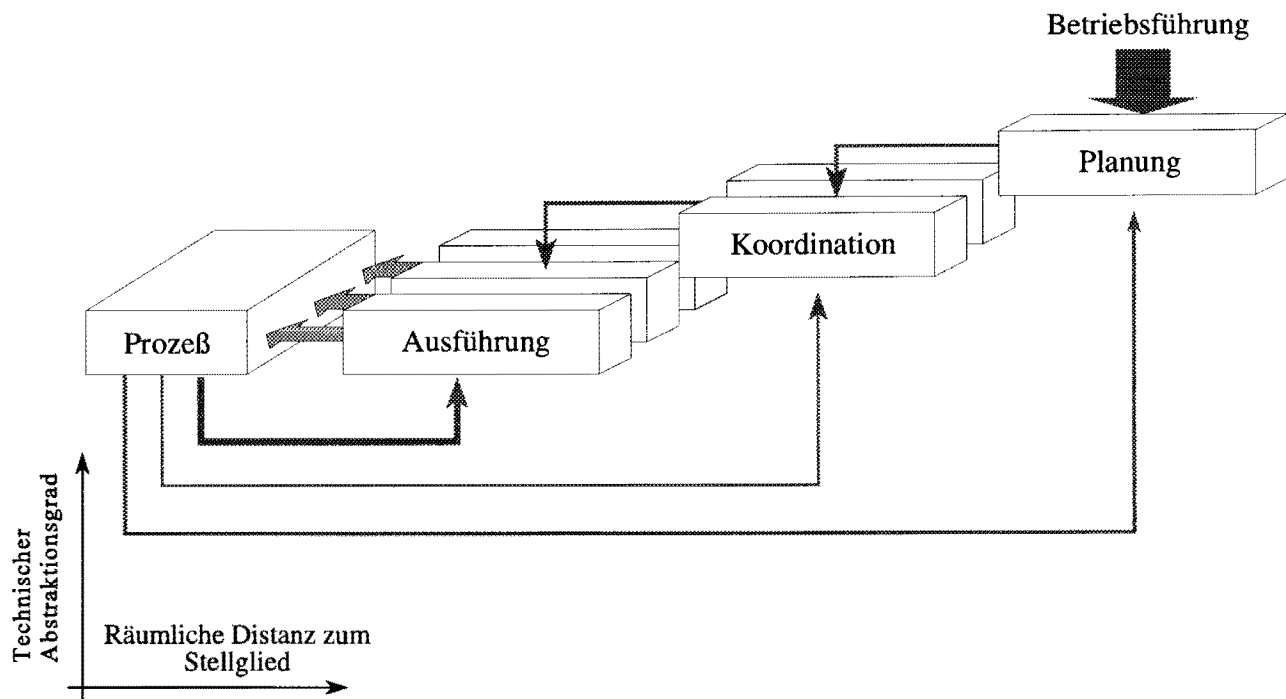 Betriebsführung
Planung
Koordination
Prozeß
Ausführung
Technischer
Abstraktionsgrad
Räumliche Distanz zum
Stellglied